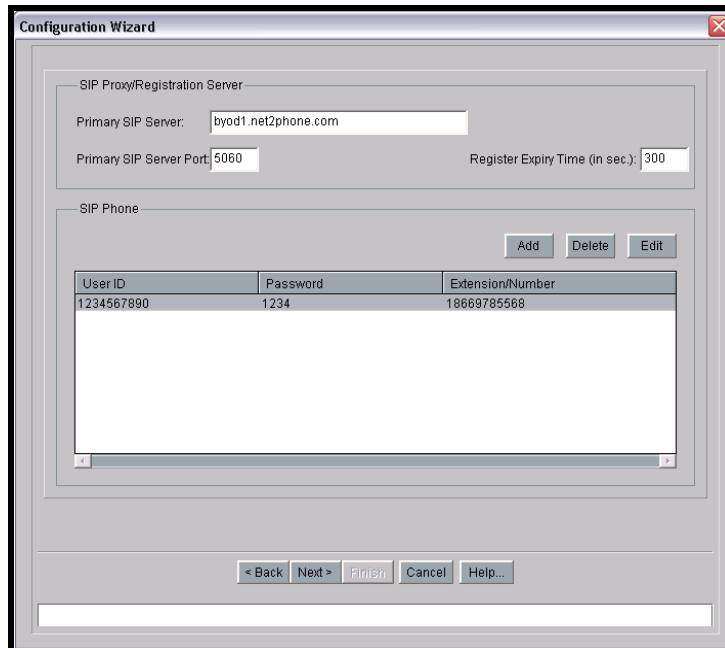 Configuration Wizard
SIP Proxy/Registration Server
Primary SIP Server: byod1.net2phone.com
Primary SIP Server Port: 5060 Register Expiry Time (in sec.): 300
SIP Phone
Add Delete Edit
User ID Password Extension/Number
1234567890 1234 18669785568
< Back Next > Finish Cancel Help...